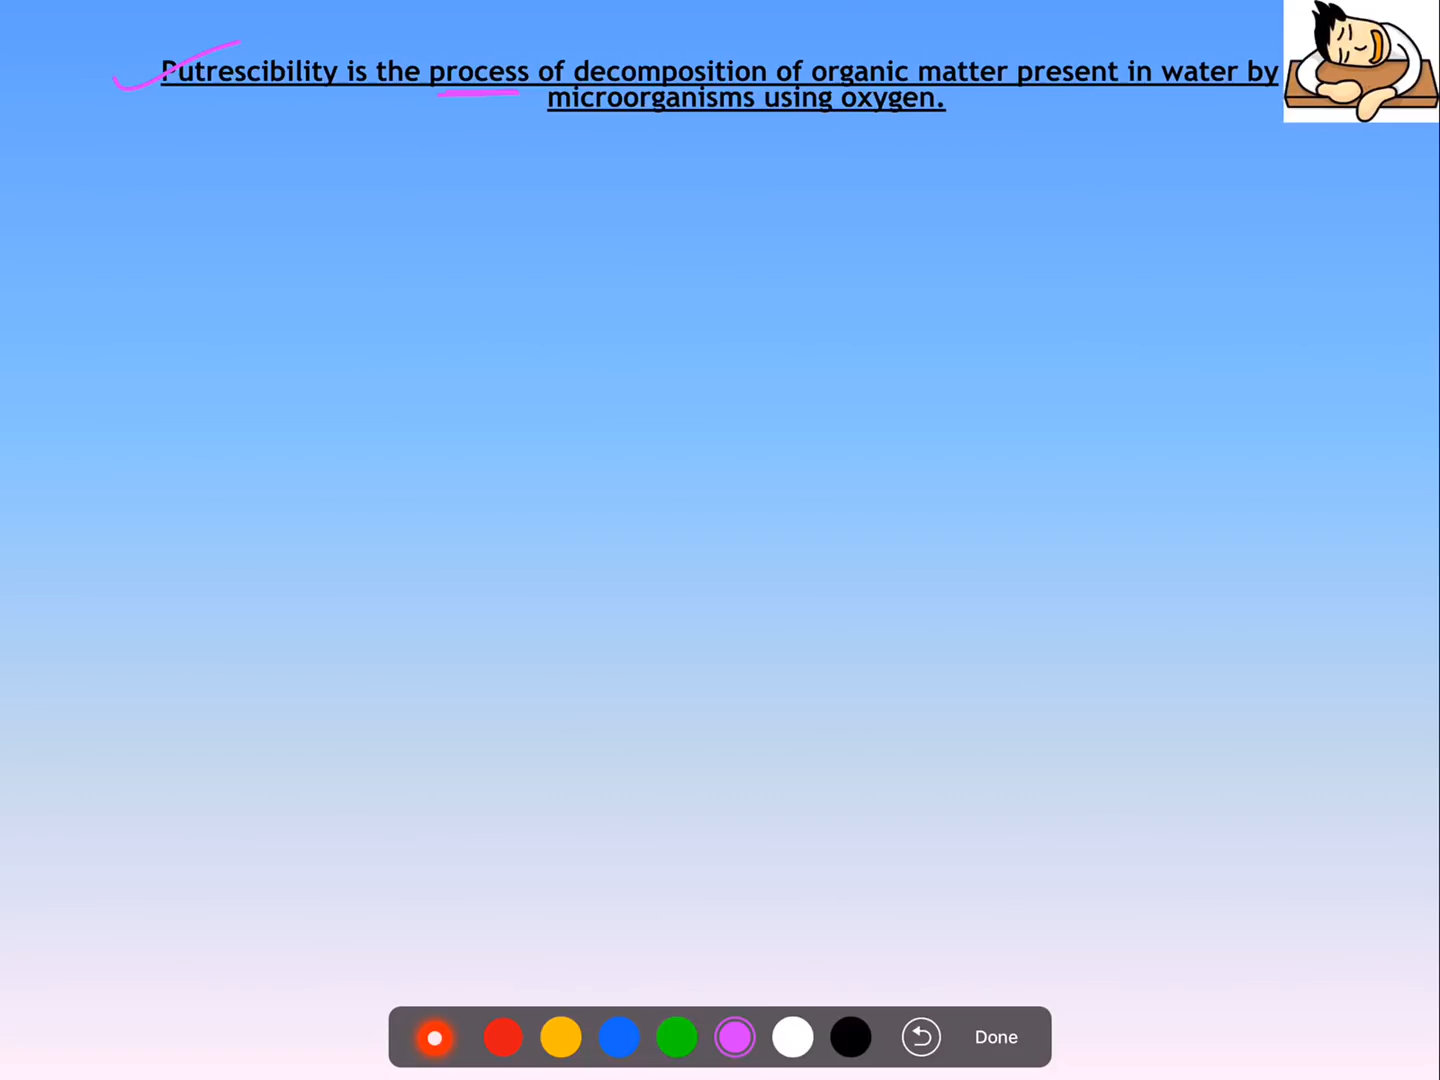 Putrescibility is the process of decomposition of organic matter present in water by
microorganisms using oxygen.
Done